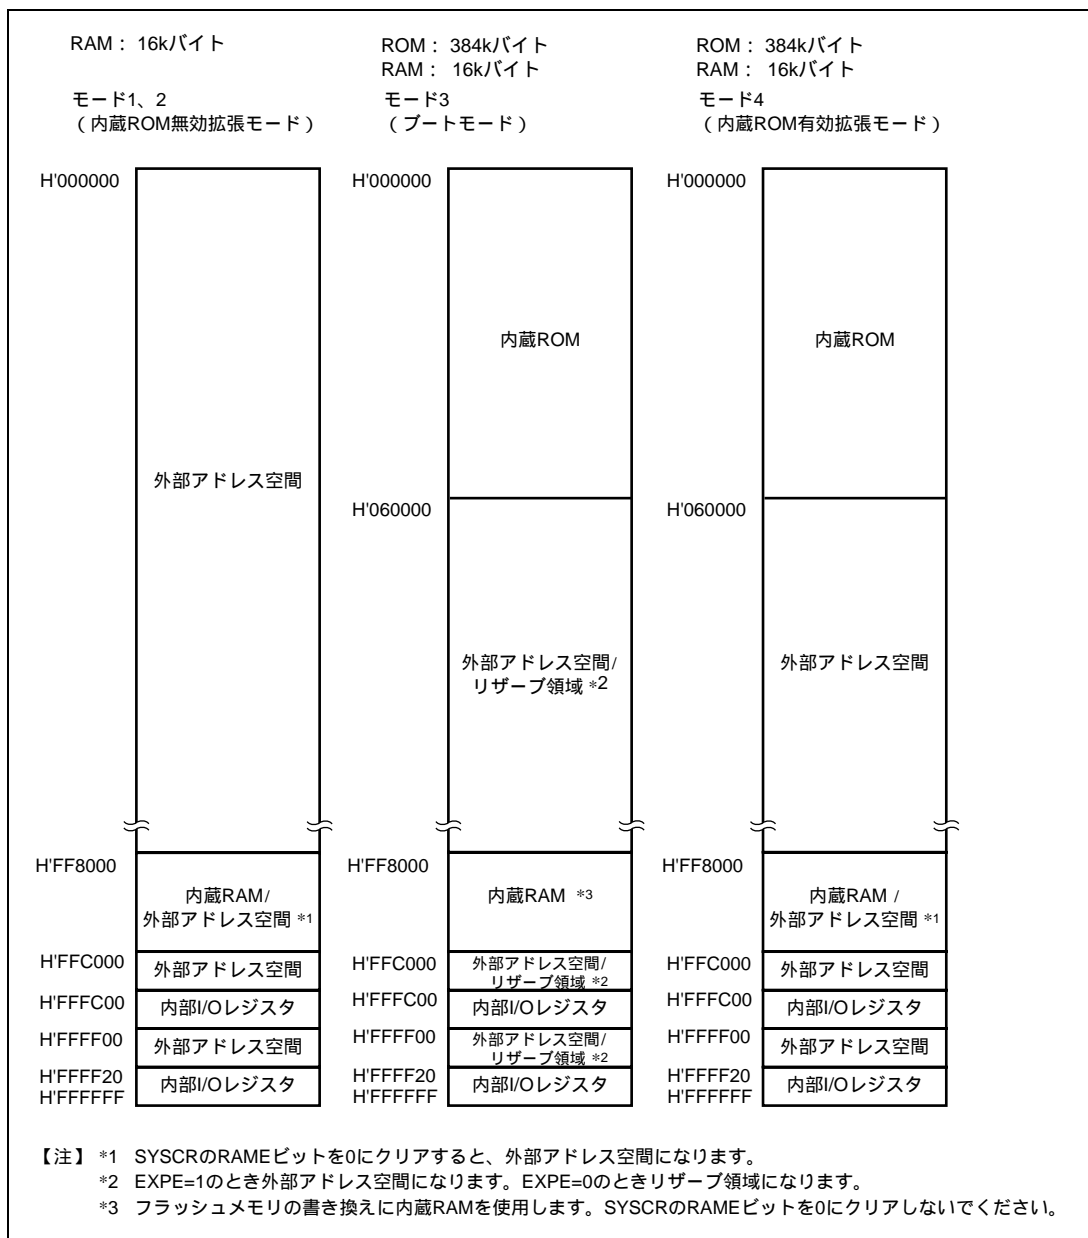 RAM： 16kバイト
モード1、2
（内蔵ROM無効拡張モード）
H'000000
外部アドレス空間
H'FF8000
内蔵RAM/
外部アドレス空間 *1
H'FFC000
外部アドレス空間
H'FFFC00
内部I/Oレジスタ
H'FFFF00
外部アドレス空間
H'FFFF20
内部I/Oレジスタ
H'FFFFFF
ROM： 384kバイト
RAM： 16kバイト
モード3
（ブートモード）
H'000000
内蔵ROM
H'060000
外部アドレス空間/
リザーブ領域 *2
H'FF8000
内蔵RAM *3
H'FFC000
外部アドレス空間/
リザーブ領域 *2
H'FFFC00
内部I/Oレジスタ
H'FFFF00
外部アドレス空間/
リザーブ領域 *2
H'FFFF20
内部I/Oレジスタ
H'FFFFFF
ROM： 384kバイト
RAM： 16kバイト
モード4
（内蔵ROM有効拡張モード）
H'000000
内蔵ROM
H'060000
外部アドレス空間
H'FF8000
内蔵RAM /
外部アドレス空間 *1
H'FFC000
外部アドレス空間
H'FFFC00
内部I/Oレジスタ
H'FFFF00
外部アドレス空間
H'FFFF20
内部I/Oレジスタ
H'FFFFFF
【注】 *1 SYSCRのRAMEビットを0にクリアすると、外部アドレス空間になります。
*2 EXPE=1のとき外部アドレス空間になります。EXPE=0のときリザーブ領域になります。
*3 フラッシュメモリの書き換えに内蔵RAMを使用します。SYSCRのRAMEビットを0にクリアしないでください。